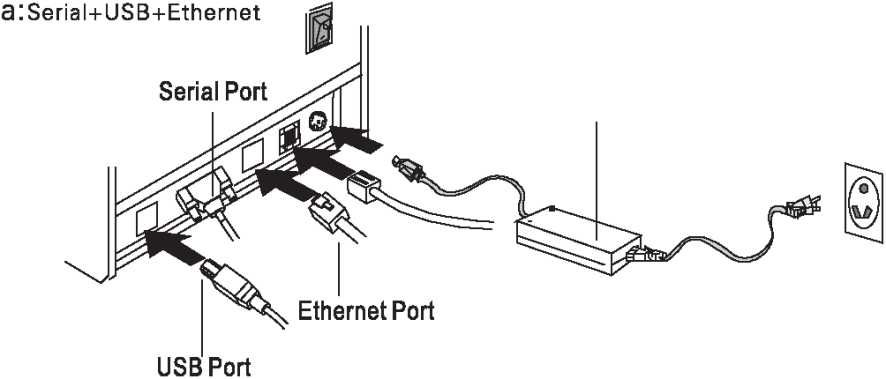 a:Serial+USB+Ethernet
Serial Port
Ethernet Port
USB Port